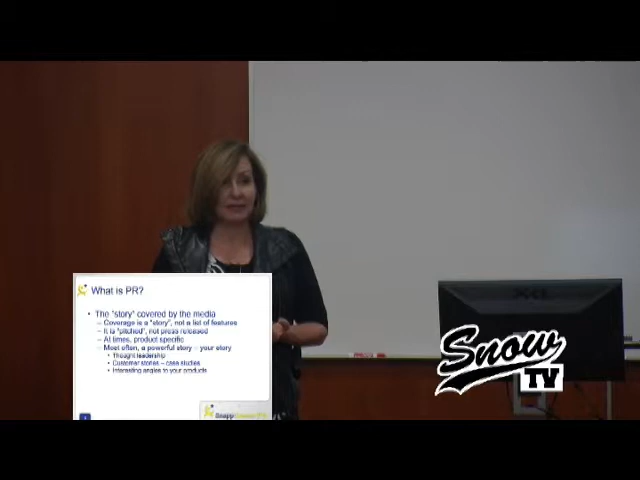 What is PR?
• The "story" covered by the media
– Coverage is a "story", not a list of features
– It is "pitched", not press released
– At times, product specific
– Most often, a powerful story – your story
• Thought leadership
• Customer stories – case studies
• Interesting angles to your products
Snow
TV